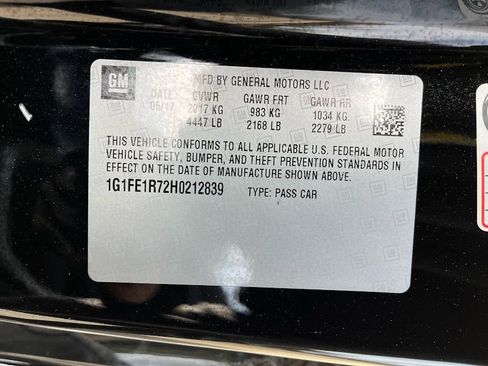 GM
MFD BY GENERAL MOTORS LLC
DATE GVWR GAWR FRT GAWR RR
05/17 2017 KG 983 KG 1034 KG
4447 LB 2168 LB 2279 LB
THIS VEHICLE CONFORMS TO ALL APPLICABLE U.S. FEDERAL MOTOR
VEHICLE SAFETY, BUMPER, AND THEFT PREVENTION STANDARDS IN
EFFECT ON THE DATE OF MANUFACTURE SHOWN ABOVE.
1G1FE1R72H0212839 TYPE: PASS CAR